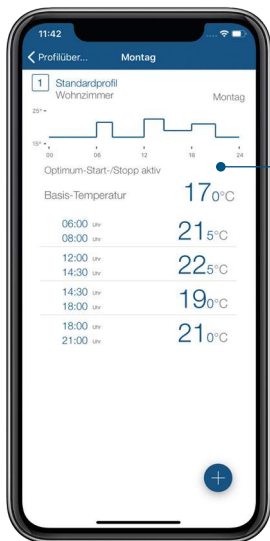 11:42
Profilüber... Montag
1 Standardprofil
Wohnzimmer Montag
25°
15°
00 06 12 18 24
Optimum-Start-/Stopp aktiv
Basis-Temperatur 17 0°C
06:00 Uhr
08:00 Uhr 21 5°C
12:00 Uhr
14:30 Uhr 22 5°C
14:30 Uhr
18:00 Uhr 19 0°C
18:00 Uhr
21:00 Uhr 21 0°C